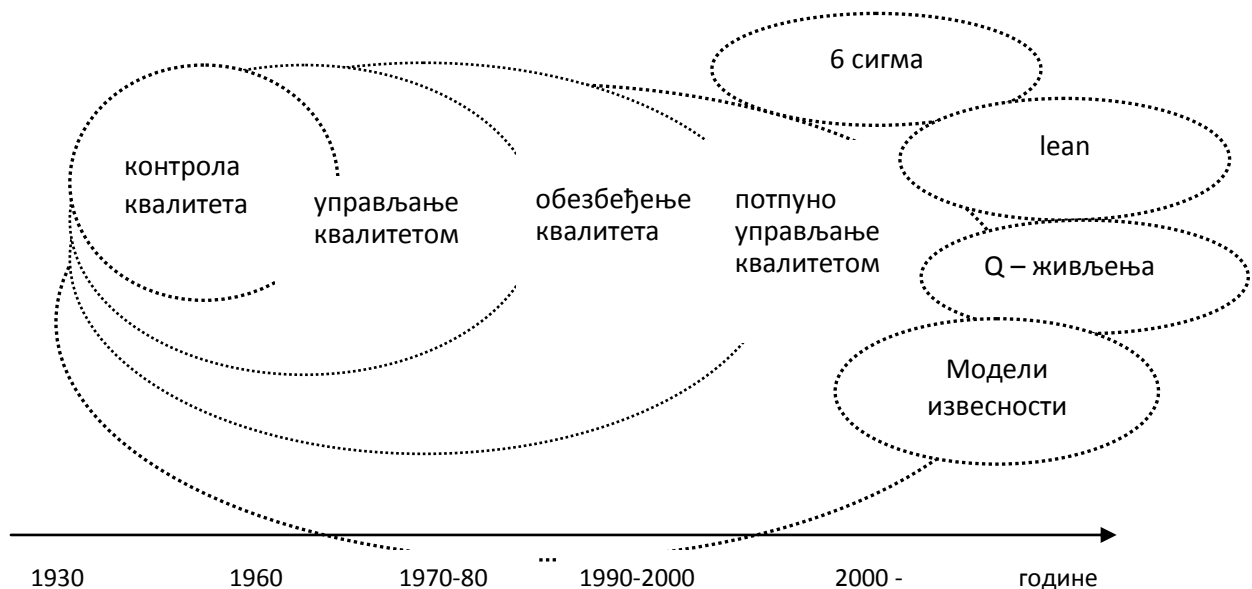 6 сигма
lean
контрола
квалитета
управљање
квалитетом
обезбеђење
квалитета
потпуно
управљање
квалитетом
Q – живљења
Модели
извесности
...
1930 1960 1970-80 1990-2000 2000 - године